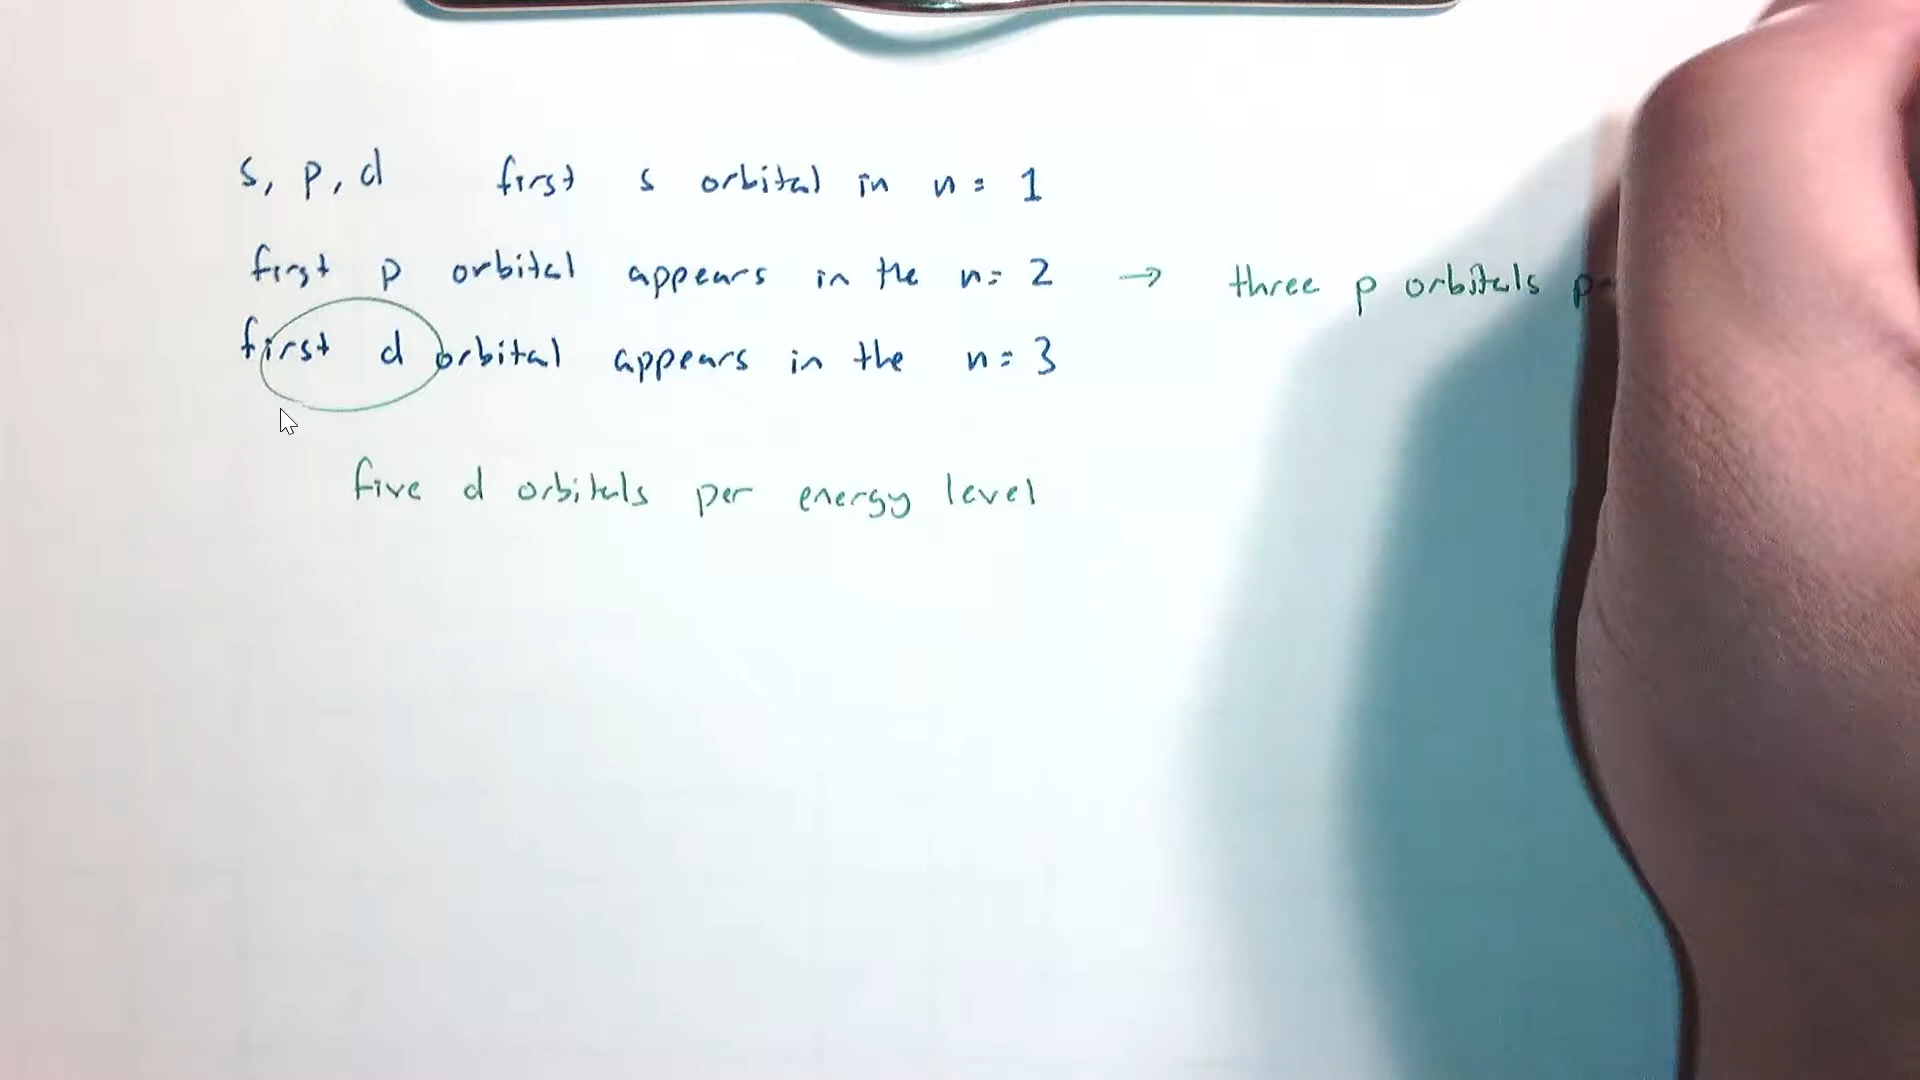 s, p, d first s orbital in n = 1
first p orbital appears in the n = 2 → three p orbitals
first d orbital appears in the n = 3
five d orbitals per energy level